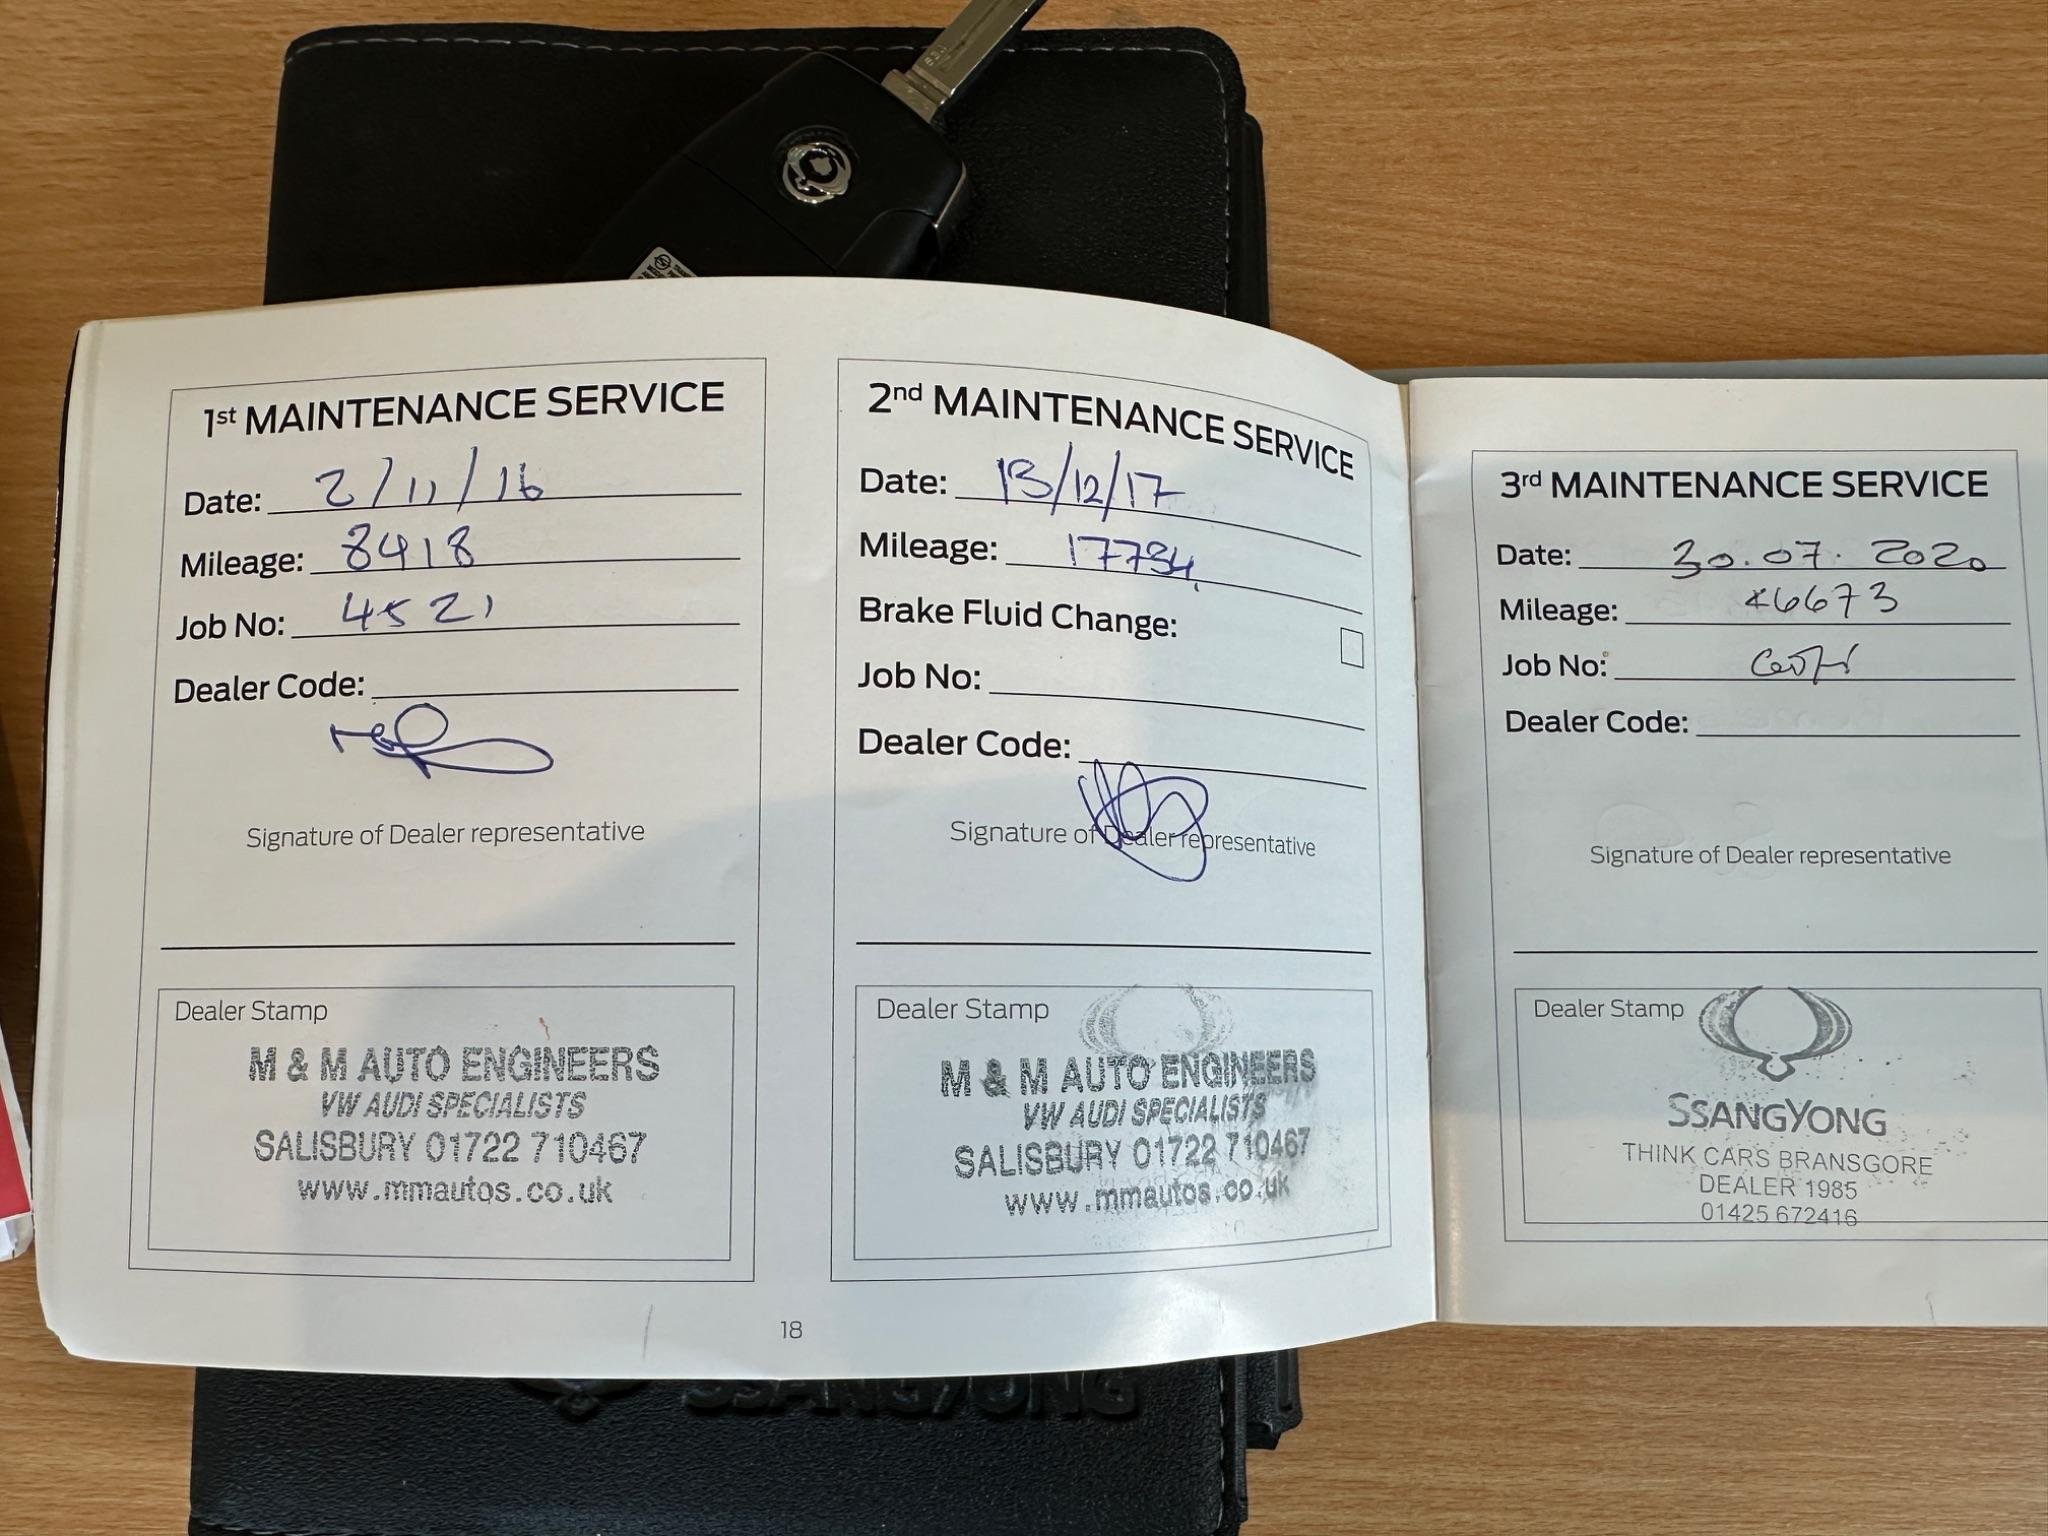 1st MAINTENANCE SERVICE
Date: 2/11/16
Mileage: 8418
Job No: 4521
Dealer Code:
Signature of Dealer representative
Dealer Stamp
M & M AUTO ENGINEERS
VW AUDI SPECIALISTS
SALISBURY 01722 710467
www.mmautos.co.uk
18
2nd MAINTENANCE SERVICE
Date: 13/12/17
Mileage: 17794
Brake Fluid Change:
Job No:
Dealer Code:
Signature of Dealer representative
Dealer Stamp
M & M AUTO ENGINEERS
VW AUDI SPECIALISTS
SALISBURY 01722 710467
www.mmautos.co.uk
3rd MAINTENANCE SERVICE
Date: 30.07.2020
Mileage:
Job No:
Dealer Code:
Signature of Dealer representative
Dealer Stamp
SSANGYONG
THINK CARS BRANSGORE
DEALER 1985
01425 672416
SSANGYONG